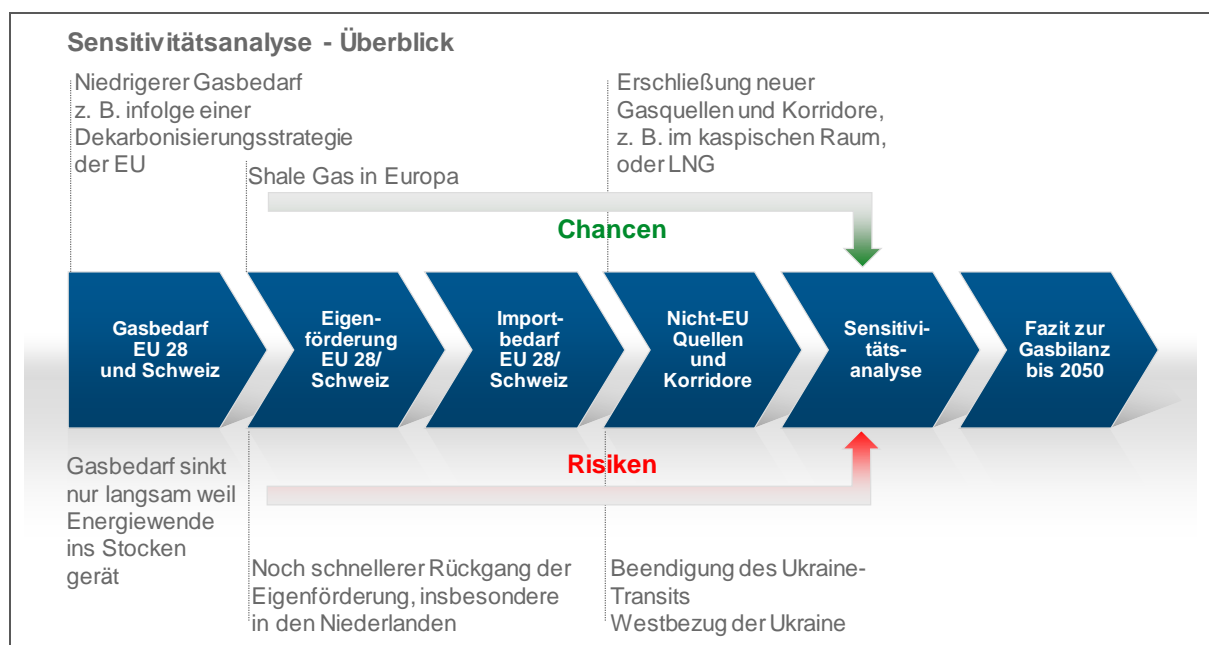 Sensitivitätsanalyse - Überblick
Niedrigerer Gasbedarf
z. B. infolge einer
Dekarbonisierungsstrategie
der EU
Shale Gas in Europa
Erschließung neuer
Gasquellen und Korridore,
z. B. im kaspischen Raum,
oder LNG
Chancen
Gasbedarf
EU 28
und Schweiz
Eigen-
förderung
EU 28/
Schweiz
Import-
bedarf
EU 28/
Schweiz
Nicht-EU
Quellen
und
Korridore
Sensitivi-
täts-
analyse
Fazit zur
Gasbilanz
bis 2050
Risiken
Gasbedarf sinkt
nur langsam weil
Energiewende
ins Stocken
gerät
Noch schnellerer Rückgang der
Eigenförderung, insbesondere
in den Niederlanden
Beendigung des Ukraine-
Transits
Westbezug der Ukraine